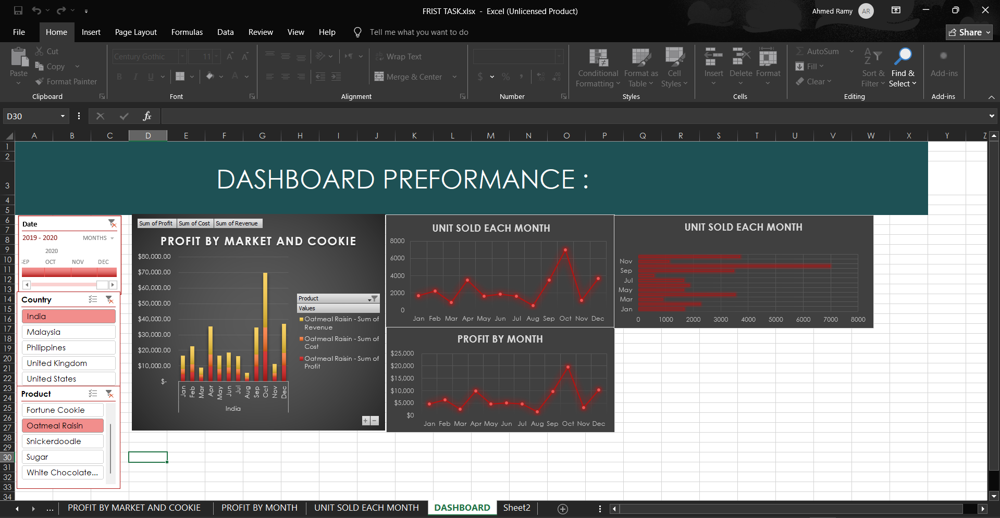 FRIST TASK.xlsx - Excel (Unlicensed Product)
Ahmed Ramy
AR
File Home Insert Page Layout Formulas Data Review View Help Tell me what you want to do
Share
Paste
Cut
Copy
Format Painter
Clipboard
Century Gothic 11
B I U
Font
Wrap Text
Merge & Center
Alignment
$ % ,
Number
Conditional Formatting
Format as Table
Cell Styles
Styles
Insert Delete Format
Cells
AutoSum
Fill
Clear
Sort & Filter
Find & Select
Editing
Add-ins
Add-ins
D30
fx
A B C D E F G H I J K L M N O P Q R S T U V W X Y Z
1
2
3
4
5
6
7
8
9
10
11
12
13
14
15
16
17
18
19
20
21
22
23
24
25
26
27
28
29
30
31
32
33
34
DASHBOARD PREFORMANCE :
Date
2019 - 2020 MONTHS
2020
EP OCT NOV DEC
Country
India
Malaysia
Philippines
United Kingdom
United States
Product
Fortune Cookie
Oatmeal Raisin
Snickerdoodle
Sugar
White Chocolate...
Sum of Profit Sum of Cost Sum of Revenue
PROFIT BY MARKET AND COOKIE
$80,000.00
$70,000.00
$60,000.00
$50,000.00
$40,000.00
$30,000.00
$20,000.00
$10,000.00
$-
Jan Feb Mar Apr May Jun Jul Aug Sep Oct Nov Dec
India
Product
Values
Oatmeal Raisin - Sum of
Revenue
Oatmeal Raisin - Sum of
Cost
Oatmeal Raisin - Sum of
Profit
+ −
UNIT SOLD EACH MONTH
8000
6000
4000
2000
0
Jan Feb Mar Apr May Jun Jul Aug Sep Oct Nov Dec
PROFIT BY MONTH
$25,000
$20,000
$15,000
$10,000
$5,000
$0
Jan Feb Mar Apr May Jun Jul Aug Sep Oct Nov Dec
UNIT SOLD EACH MONTH
Nov
Sep
Jul
May
Mar
Jan
0 1000 2000 3000 4000 5000 6000 7000 8000
... PROFIT BY MARKET AND COOKIE PROFIT BY MONTH UNIT SOLD EACH MONTH DASHBOARD Sheet2